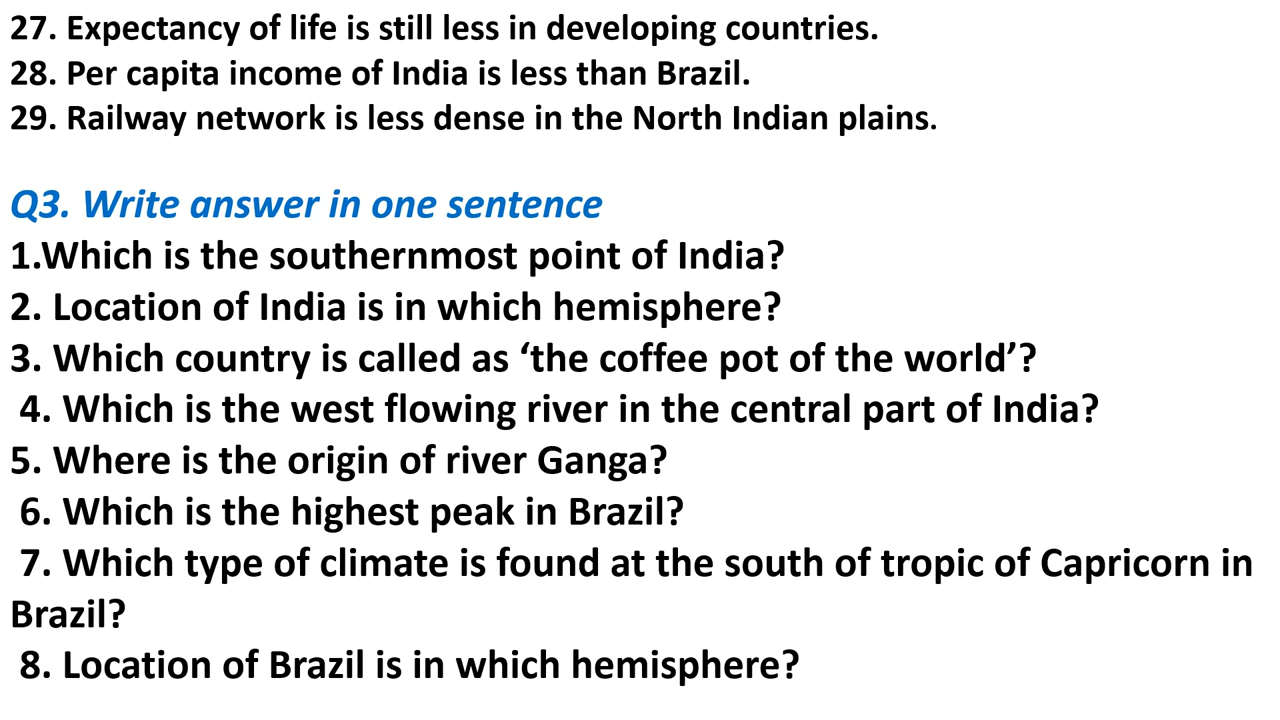 27. Expectancy of life is still less in developing countries.
28. Per capita income of India is less than Brazil.
29. Railway network is less dense in the North Indian plains.
Q3. Write answer in one sentence
1.Which is the southernmost point of India?
2. Location of India is in which hemisphere?
3. Which country is called as ‘the coffee pot of the world’?
4. Which is the west flowing river in the central part of India?
5. Where is the origin of river Ganga?
6. Which is the highest peak in Brazil?
7. Which type of climate is found at the south of tropic of Capricorn in
Brazil?
8. Location of Brazil is in which hemisphere?